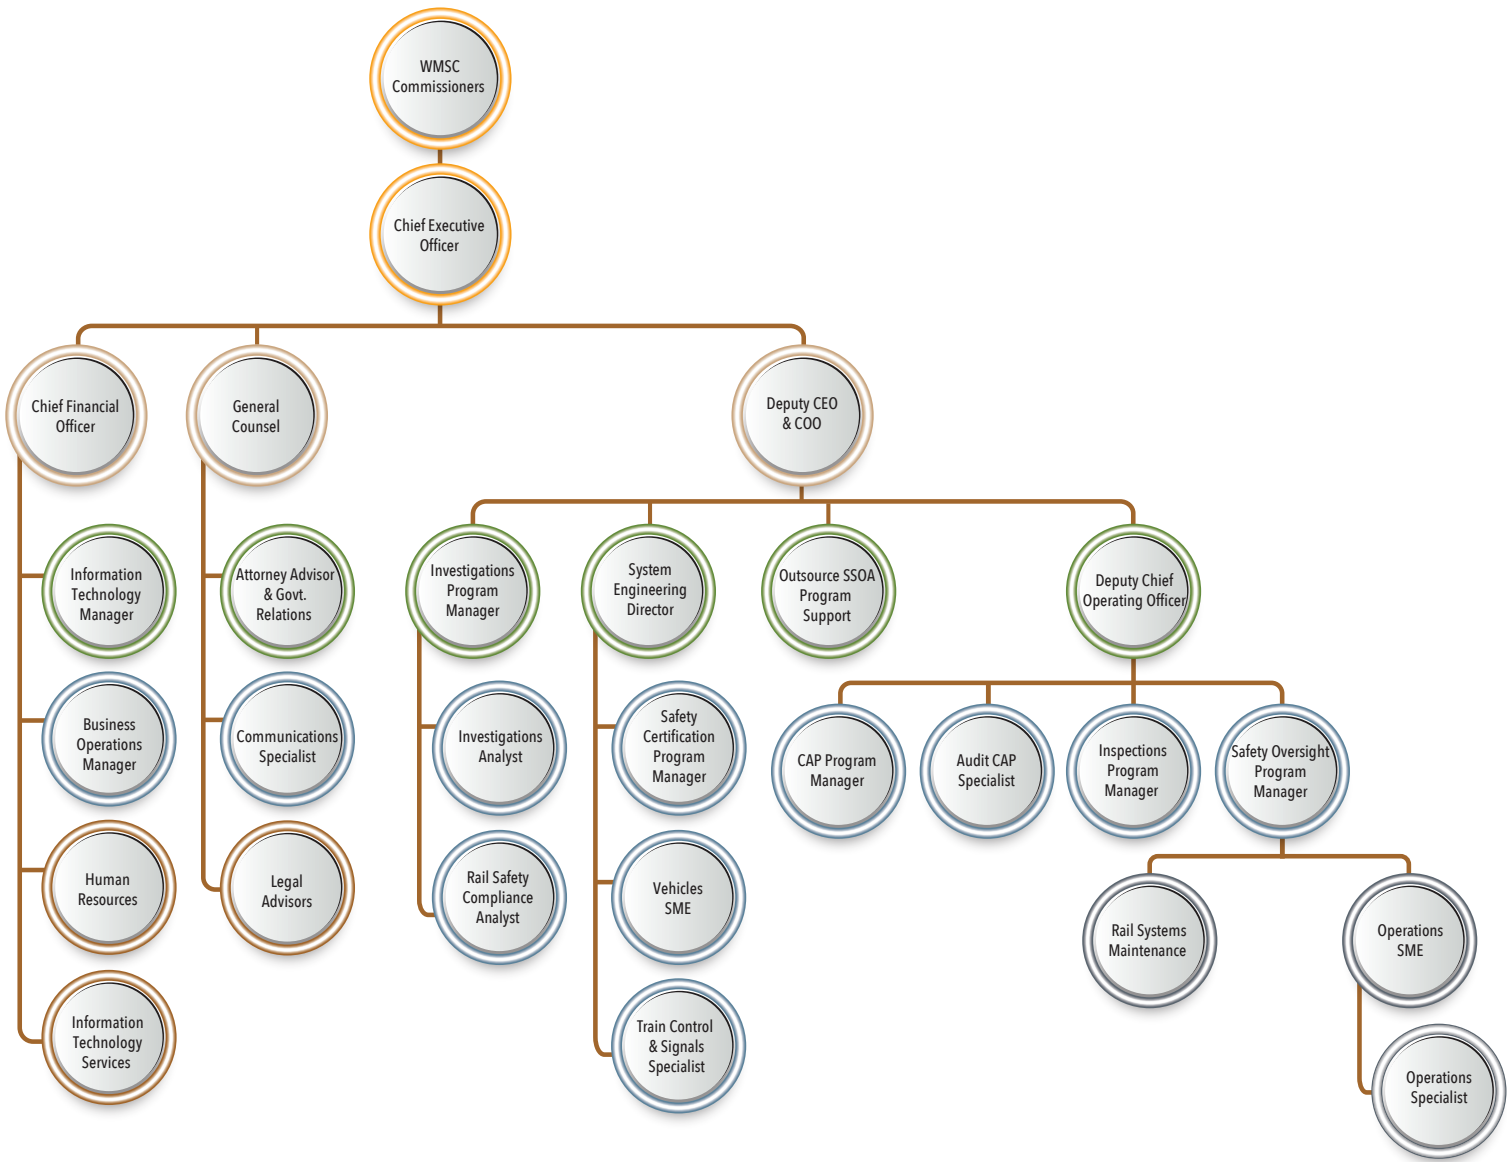 WMSC
Commissioners
Chief Executive
Officer
Chief Financial
Officer
General
Counsel
Deputy CEO
& COO
Information
Technology
Manager
Attorney Advisor
& Govt.
Relations
Investigations
Program
Manager
System
Engineering
Director
Outsource SSOA
Program
Support
Deputy Chief
Operating Officer
Business
Operations
Manager
Communications
Specialist
Investigations
Analyst
Safety
Certification
Program
Manager
CAP Program
Manager
Audit CAP
Specialist
Inspections
Program
Manager
Safety Oversight
Program
Manager
Human
Resources
Legal
Advisors
Rail Safety
Compliance
Analyst
Vehicles
SME
Rail Systems
Maintenance
Operations
SME
Information
Technology
Services
Train Control
& Signals
Specialist
Operations
Specialist